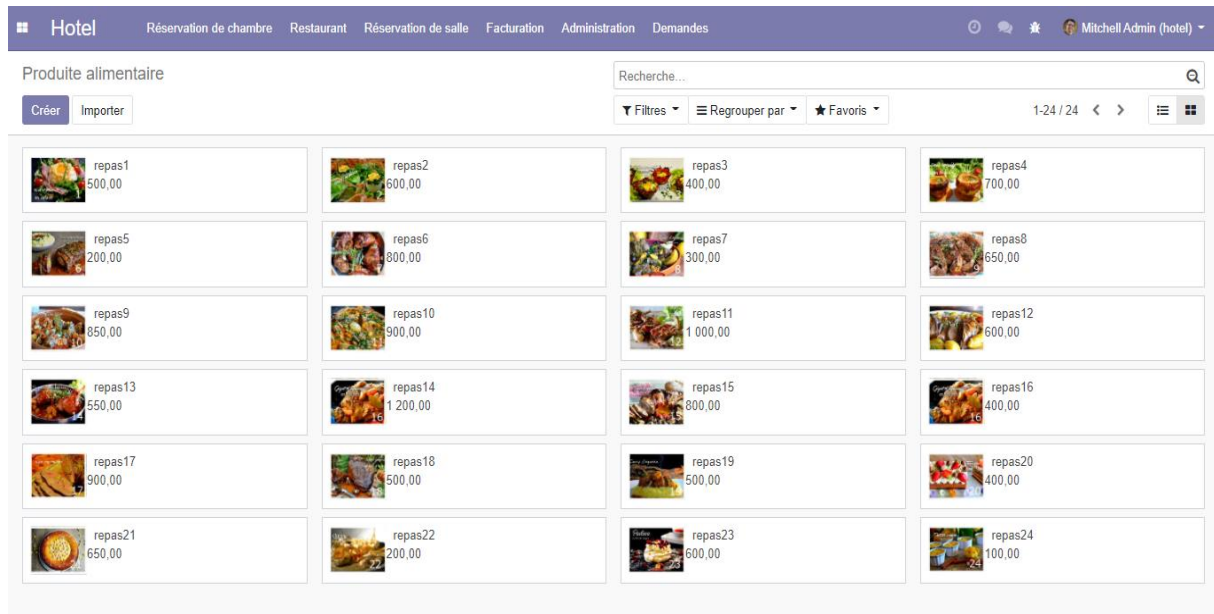 Hotel Réservation de chambre Restaurant Réservation de salle Facturation Administration Demandes Mitchell Admin (hotel)
Produite alimentaire
Recherche...
Créer Importer Filtres Regrouper par Favoris 1-24 / 24
repas1
500,00
repas2
600,00
repas3
400,00
repas4
700,00
repas5
200,00
repas6
800,00
repas7
300,00
repas8
650,00
repas9
850,00
repas10
900,00
repas11
1 000,00
repas12
600,00
repas13
550,00
repas14
1 200,00
repas15
800,00
repas16
400,00
repas17
900,00
repas18
500,00
repas19
500,00
repas20
400,00
repas21
650,00
repas22
200,00
repas23
600,00
repas24
100,00